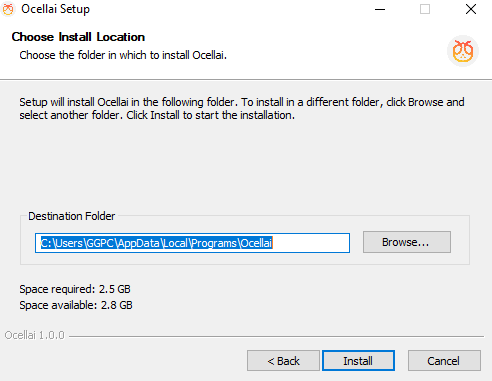 Ocellai Setup
Choose Install Location
Choose the folder in which to install Ocellai.
Setup will install Ocellai in the following folder. To install in a different folder, click Browse and
select another folder. Click Install to start the installation.
Destination Folder
C:\Users\GGPC\AppData\Local\Programs\Ocellai
Browse...
Space required: 2.5 GB
Space available: 2.8 GB
Ocellai 1.0.0
< Back
Install
Cancel